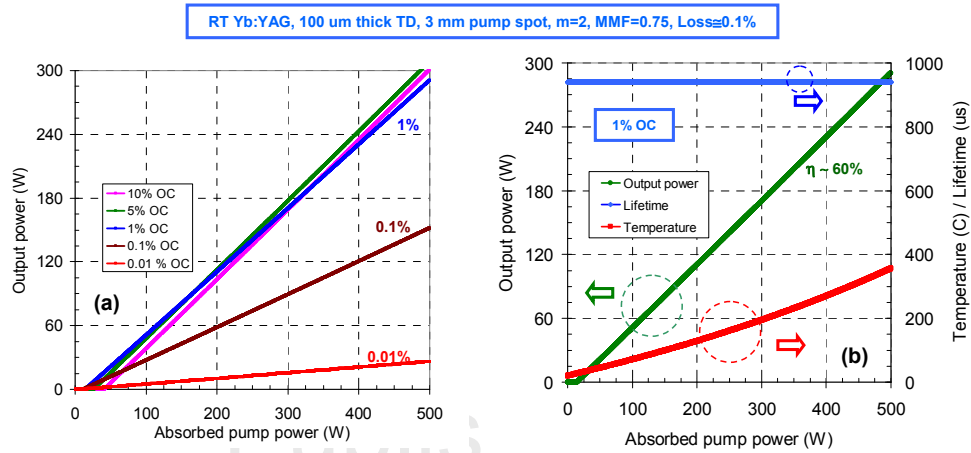 RT Yb:YAG, 100 um thick TD, 3 mm pump spot, m=2, MMF=0.75, Loss≅0.1%
300
240
180
120
60
0
Output power (W)
1%
10% OC
5% OC
1% OC
0.1% OC
0.01 % OC
0.1%
(a)
0.01%
0
100
200
300
400
500
Absorbed pump power (W)
300
240
180
120
60
0
Output power (W)
1% OC
η ~ 60%
Output power
Lifetime
Temperature
(b)
1000
800
600
400
200
0
Temperature (C) / Lifetime (us)
0
100
200
300
400
500
Absorbed pump power (W)